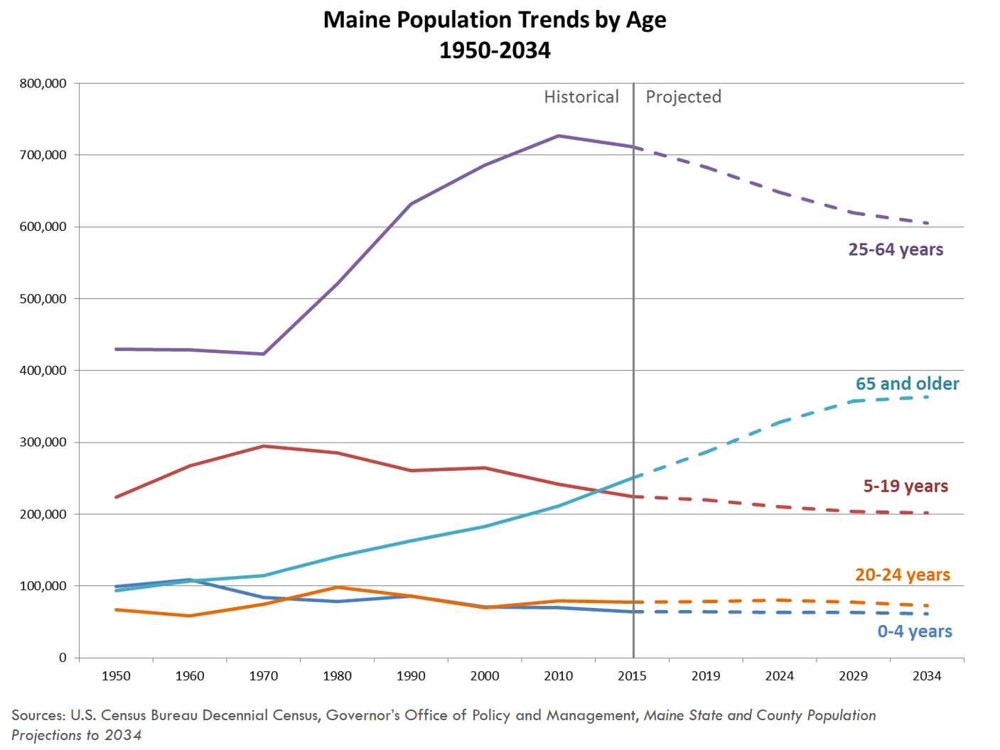 Maine Population Trends by Age
1950-2034
800,000
Historical
Projected
700,000
600,000
25-64 years
500,000
400,000
65 and older
300,000
5-19 years
200,000
20-24 years
100,000
0-4 years
0
1950 1960 1970 1980 1990 2000 2010 2015 2019 2024 2029 2034
Sources: U.S. Census Bureau Decennial Census, Governor’s Office of Policy and Management, Maine State and County Population
Projections to 2034